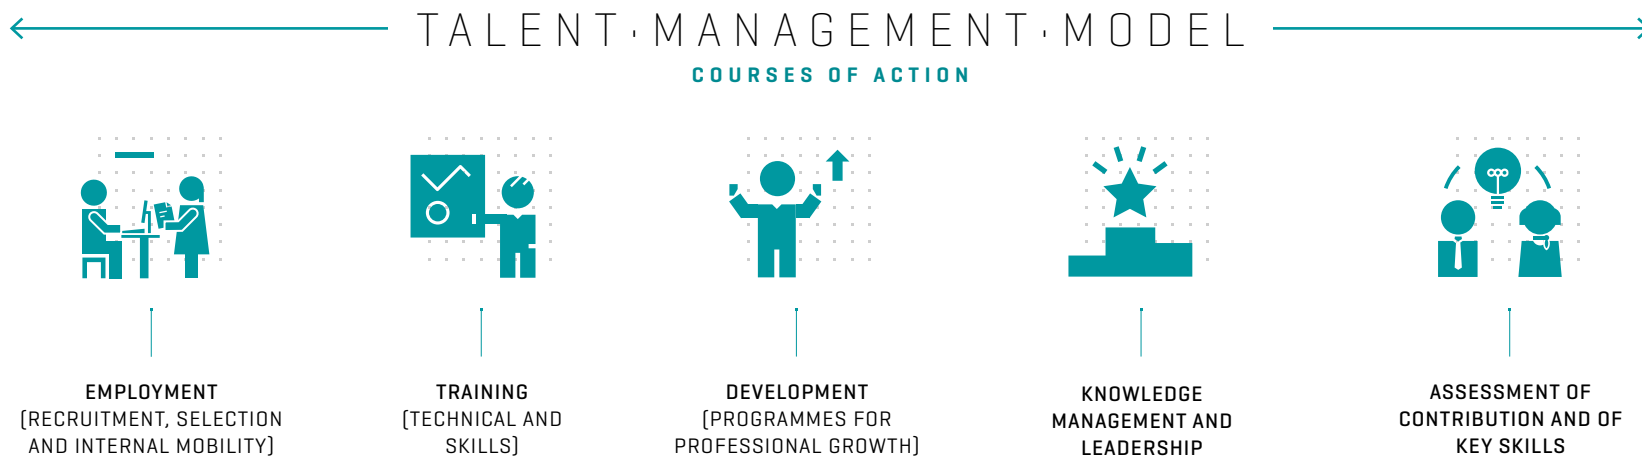 TALENT · MANAGEMENT · MODEL
COURSES OF ACTION
EMPLOYMENT
(RECRUITMENT, SELECTION
AND INTERNAL MOBILITY)
TRAINING
(TECHNICAL AND
SKILLS)
DEVELOPMENT
(PROGRAMMES FOR
PROFESSIONAL GROWTH)
KNOWLEDGE
MANAGEMENT AND
LEADERSHIP
ASSESSMENT OF
CONTRIBUTION AND OF
KEY SKILLS